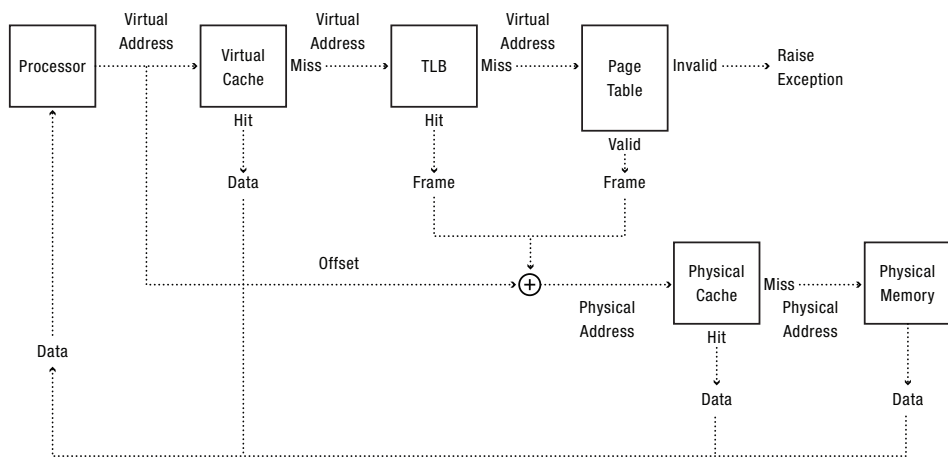 Virtual
Address
Virtual
Address
Virtual
Address
Processor
Virtual
Cache
Miss
TLB
Miss
Page
Table
Invalid
Raise
Exception
Hit
Hit
Valid
Data
Frame
Frame
Offset
Physical
Cache
Miss
Physical
Memory
Physical
Address
Physical
Address
Hit
Data
Data
Data